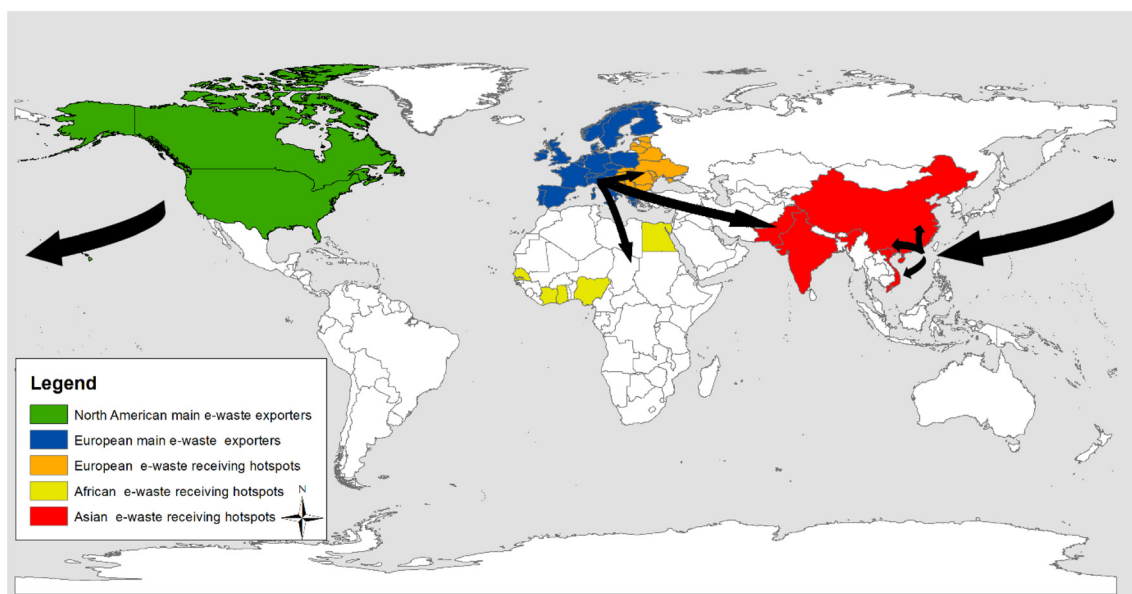 Legend
North American main e-waste exporters
European main e-waste  exporters
European  e-waste receiving hotspots
African  e-waste receiving hotspots
Asian  e-waste receiving hotspots
N